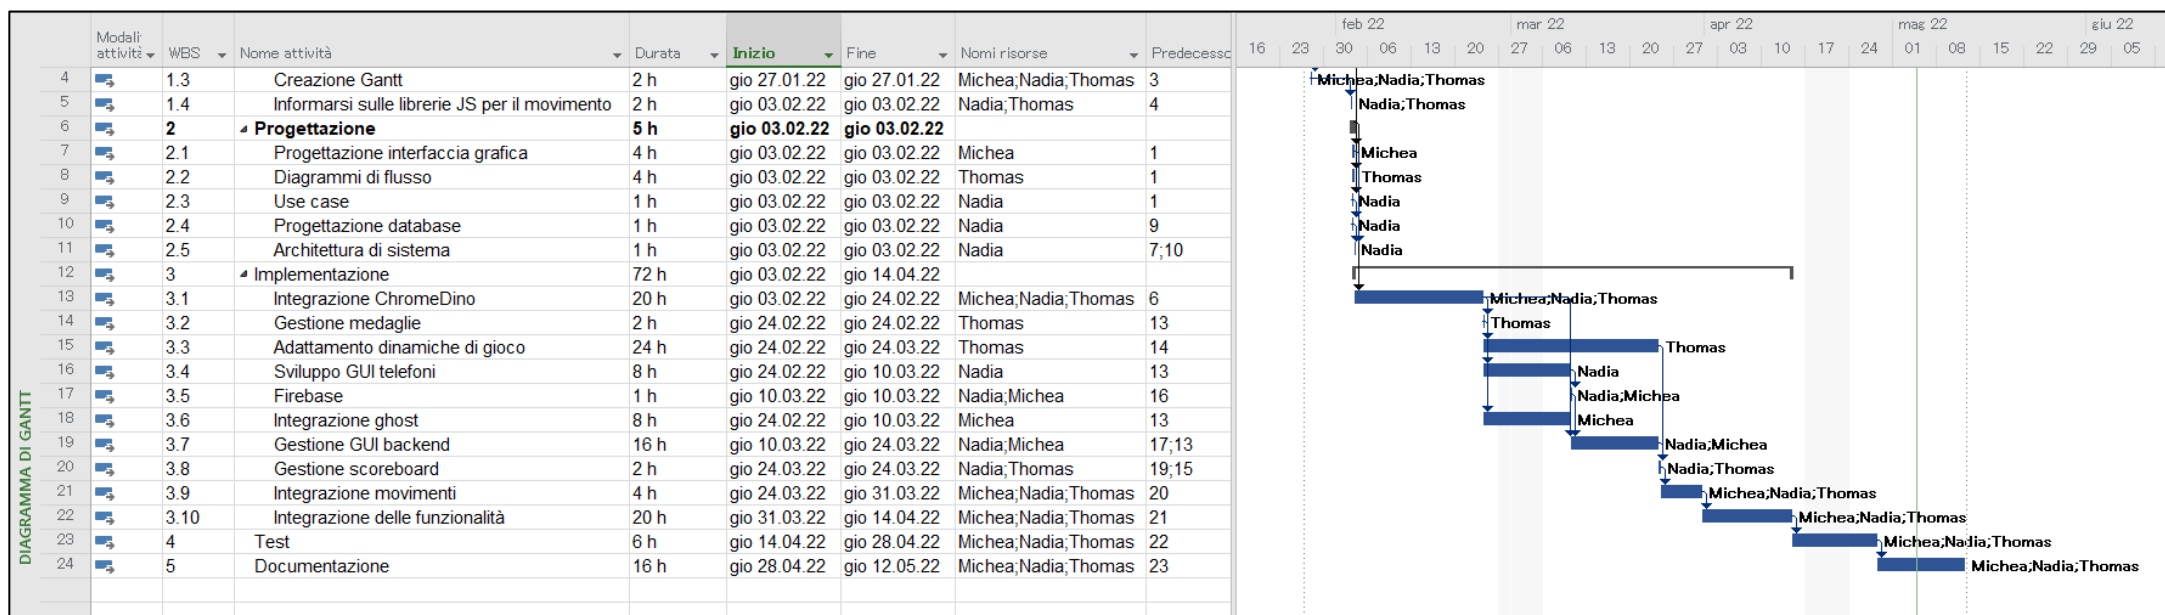 feb 22 mar 22 apr 22 mag 22 giu 22
Modali
attività WBS Nome attività Durata Inizio Fine Nomi risorse Predecesso
16 23 30 06 13 20 27 06 13 20 27 03 10 17 24 01 08 15 22 29 05
4 1.3 Creazione Gantt 2 h gio 27.01.22 gio 27.01.22 Michea;Nadia;Thomas 3 Michea;Nadia;Thomas
5 1.4 Informarsi sulle librerie JS per il movimento 2 h gio 03.02.22 gio 03.02.22 Nadia;Thomas 4 Nadia;Thomas
6 2 Progettazione 5 h gio 03.02.22 gio 03.02.22
7 2.1 Progettazione interfaccia grafica 4 h gio 03.02.22 gio 03.02.22 Michea 1 Michea
8 2.2 Diagrammi di flusso 4 h gio 03.02.22 gio 03.02.22 Thomas 1 Thomas
9 2.3 Use case 1 h gio 03.02.22 gio 03.02.22 Nadia 1 Nadia
10 2.4 Progettazione database 1 h gio 03.02.22 gio 03.02.22 Nadia 9 Nadia
11 2.5 Architettura di sistema 1 h gio 03.02.22 gio 03.02.22 Nadia 7;10 Nadia
12 3 Implementazione 72 h gio 03.02.22 gio 14.04.22
13 3.1 Integrazione ChromeDino 20 h gio 03.02.22 gio 24.02.22 Michea;Nadia;Thomas 6 Michea;Nadia;Thomas
14 3.2 Gestione medaglie 2 h gio 24.02.22 gio 24.02.22 Thomas 13 Thomas
15 3.3 Adattamento dinamiche di gioco 24 h gio 24.02.22 gio 24.03.22 Thomas 14 Thomas
16 3.4 Sviluppo GUI telefoni 8 h gio 24.02.22 gio 10.03.22 Nadia 13 Nadia
17 3.5 Firebase 1 h gio 10.03.22 gio 10.03.22 Nadia;Michea 16 Nadia;Michea
18 3.6 Integrazione ghost 8 h gio 24.02.22 gio 10.03.22 Michea 13 Michea
19 3.7 Gestione GUI backend 16 h gio 10.03.22 gio 24.03.22 Nadia;Michea 17;13 Nadia;Michea
20 3.8 Gestione scoreboard 2 h gio 24.03.22 gio 24.03.22 Nadia;Thomas 19;15 Nadia;Thomas
21 3.9 Integrazione movimenti 4 h gio 24.03.22 gio 31.03.22 Michea;Nadia;Thomas 20 Michea;Nadia;Thomas
22 3.10 Integrazione delle funzionalità 20 h gio 31.03.22 gio 14.04.22 Michea;Nadia;Thomas 21 Michea;Nadia;Thomas
23 4 Test 6 h gio 14.04.22 gio 28.04.22 Michea;Nadia;Thomas 22 Michea;Nadia;Thomas
24 5 Documentazione 16 h gio 28.04.22 gio 12.05.22 Michea;Nadia;Thomas 23 Michea;Nadia;Thomas
DIAGRAMMA DI GANTT